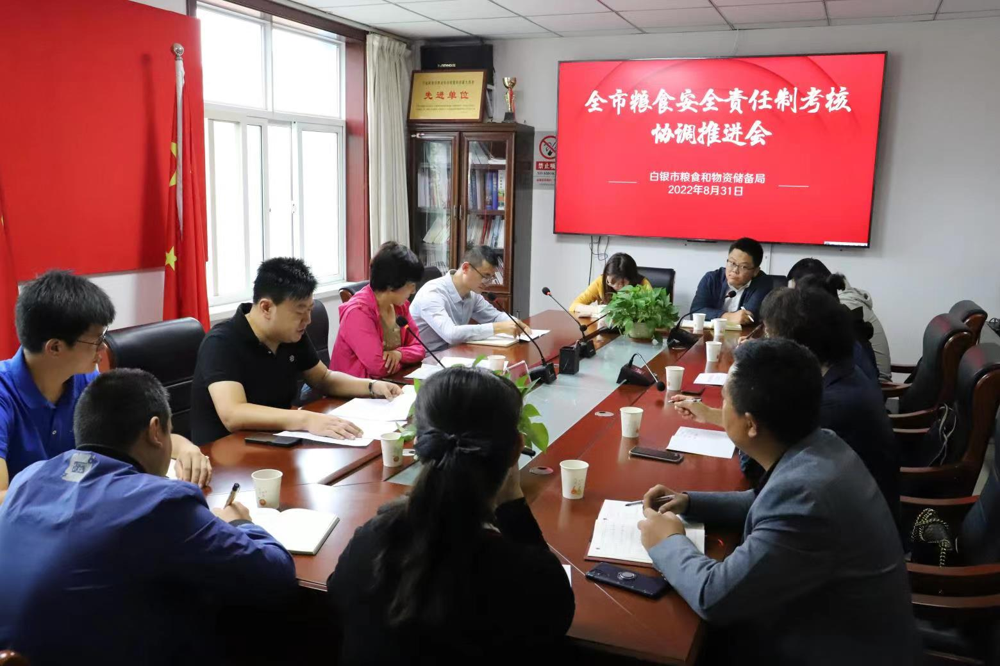 先进单位
全市粮食安全责任制考核
协调推进会
白银市粮食和物资储备局
2022年8月31日
禁止吸
NO SMOK